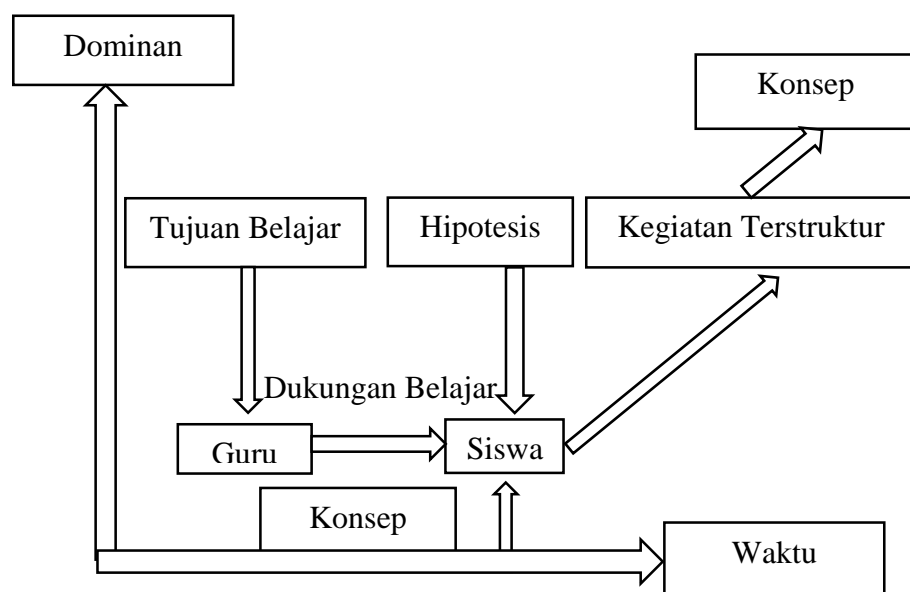 Dominan
Konsep
Tujuan Belajar
Hipotesis
Kegiatan Terstruktur
Dukungan Belajar
Guru
Siswa
Konsep
Waktu